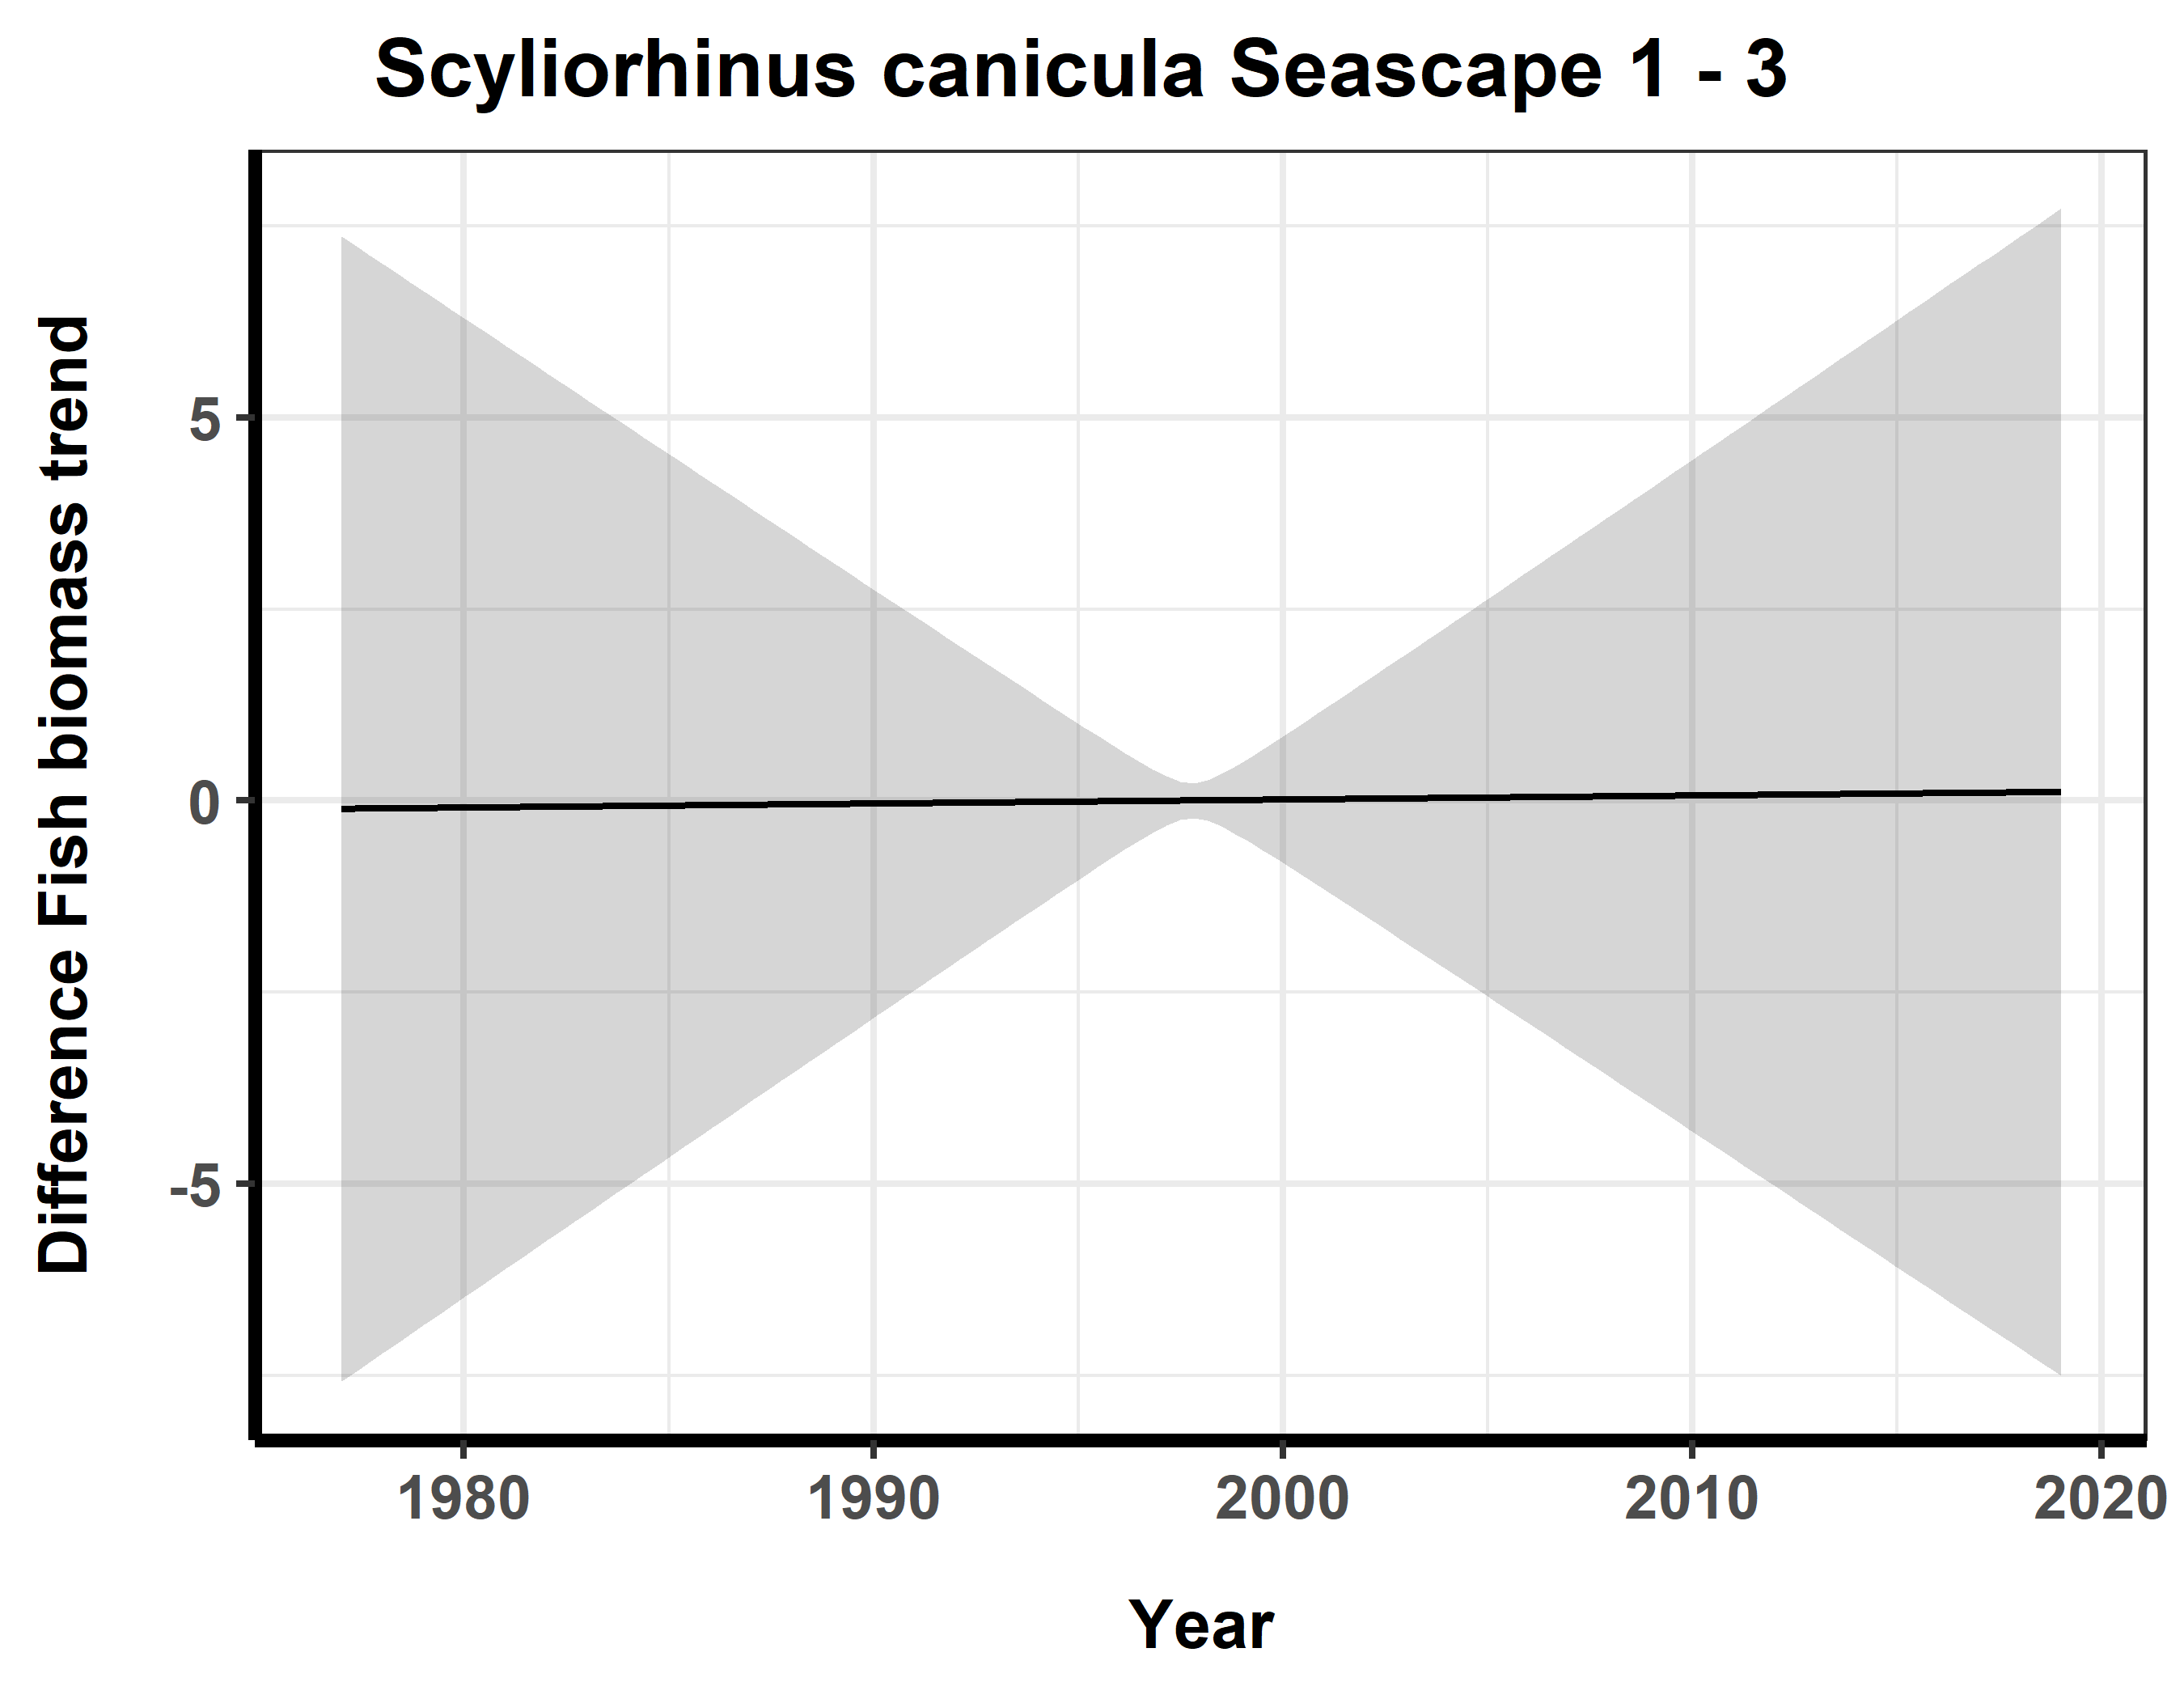 Scyliorhinus canicula Seascape 1 - 3
Difference Fish biomass trend
5
0
-5
1980
1990
2000
2010
2020
Year